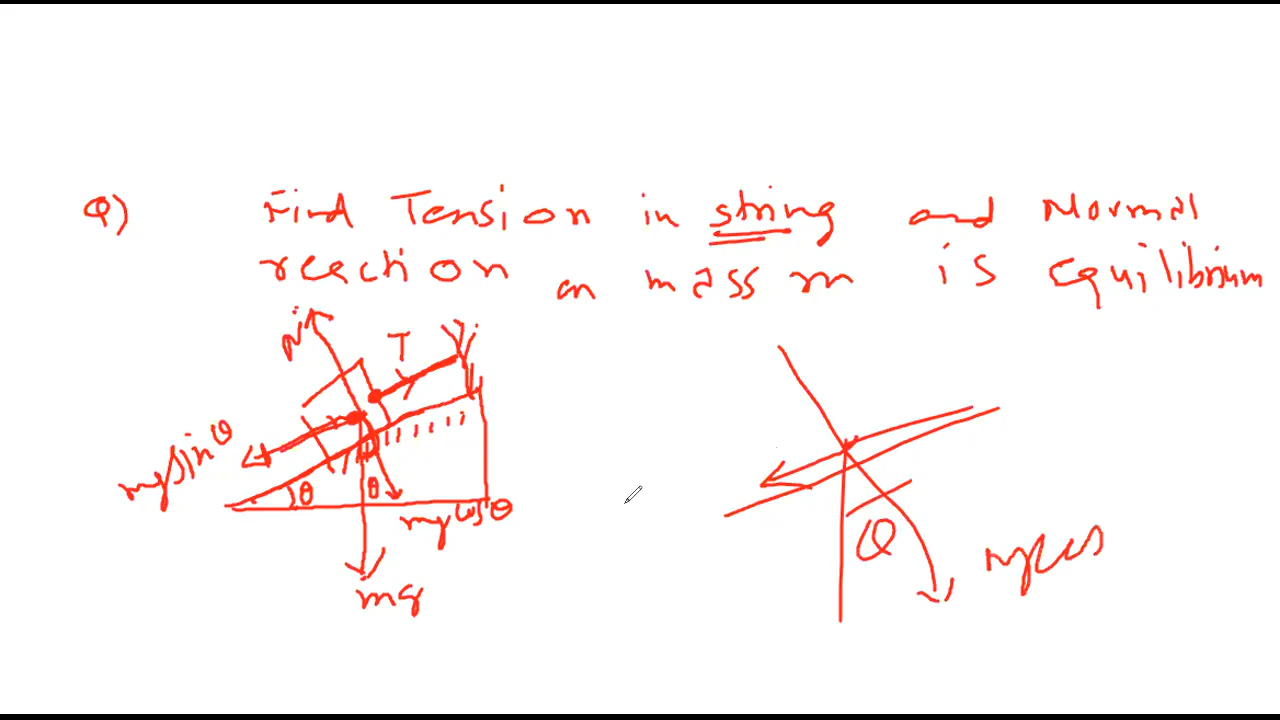 Q) Find Tension in string and Normal
reaction on mass m is equilibrium
N
T
mg sinθ
θ
θ
mg cosθ
mg
θ
mg cos